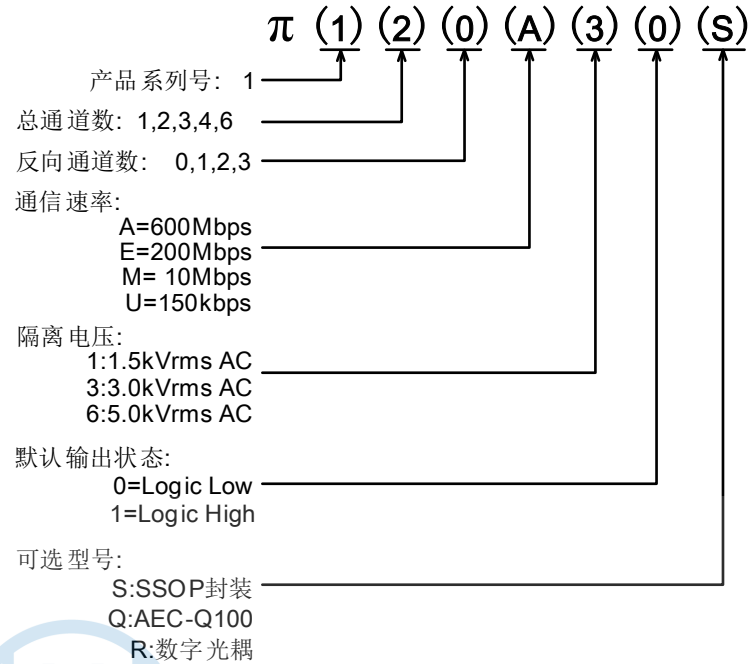 π (1) (2) (0) (A) (3) (0) (S)
产品系列号: 1
总通道数: 1,2,3,4,6
反向通道数: 0,1,2,3
通信速率:
A=600Mbps
E=200Mbps
M= 10Mbps
U=150kbps
隔离电压:
1:1.5kVrms AC
3:3.0kVrms AC
6:5.0kVrms AC
默认输出状态:
0=Logic Low
1=Logic High
可选型号:
S:SSOP封装
Q:AEC-Q100
R:数字光耦